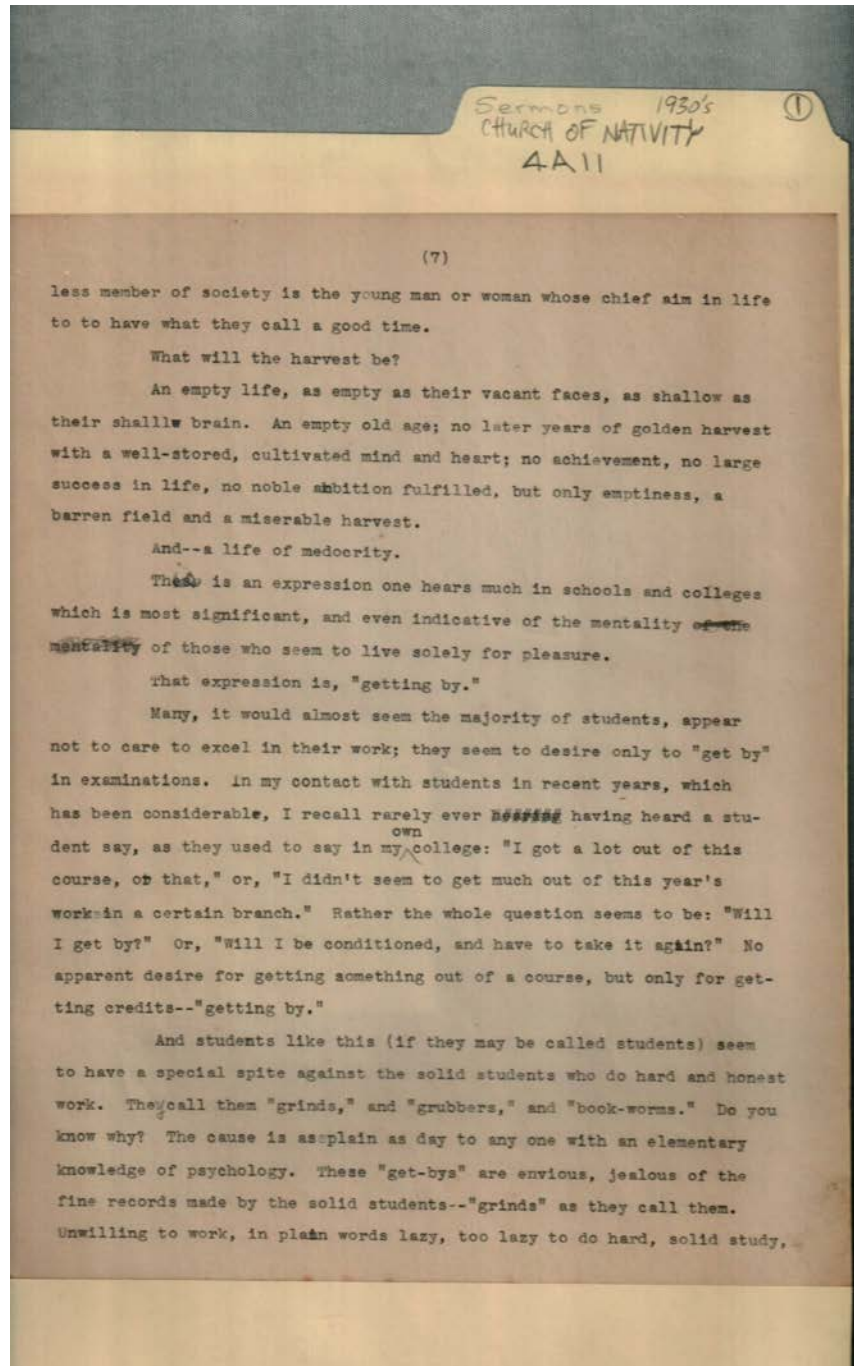 Sermons 1930's ①
CHURCH OF NATIVITY
4A11
(7)
less member of society is the young man or woman whose chief aim in life
to to have what they call a good time.
What will the harvest be?
An empty life, as empty as their vacant faces, as shallow as
their shalllw brain. An empty old age; no later years of golden harvest
with a well-stored, cultivated mind and heart; no achievement, no large
success in life, no noble ambition fulfilled, but only emptiness, a
barren field and a miserable harvest.
And--a life of medocrity.
is an expression one hears much in schools and colleges
which is most significant, and even indicative of the mentality of the
mentality of those who seem to live solely for pleasure.
That expression is, "getting by."
Many, it would almost seem the majority of students, appear
not to care to excel in their work; they seem to desire only to "get by"
in examinations. In my contact with students in recent years, which
has been considerable, I recall rarely ever having heard a stu-
own
dent say, as they used to say in my college: "I got a lot out of this
course, or that," or, "I didn't seem to get much out of this year's
work in a certain branch." Rather the whole question seems to be: "Will
I get by?" Or, "Will I be conditioned, and have to take it again?" No
apparent desire for getting something out of a course, but only for get-
ting credits--"getting by."
And students like this (if they may be called students) seem
to have a special spite against the solid students who do hard and honest
work. They call them "grinds," and "grubbers," and "book-worms." Do you
know why? The cause is as plain as day to any one with an elementary
knowledge of psychology. These "get-bys" are envious, jealous of the
fine records made by the solid students--"grinds" as they call them.
Unwilling to work, in plain words lazy, too lazy to do hard, solid study,